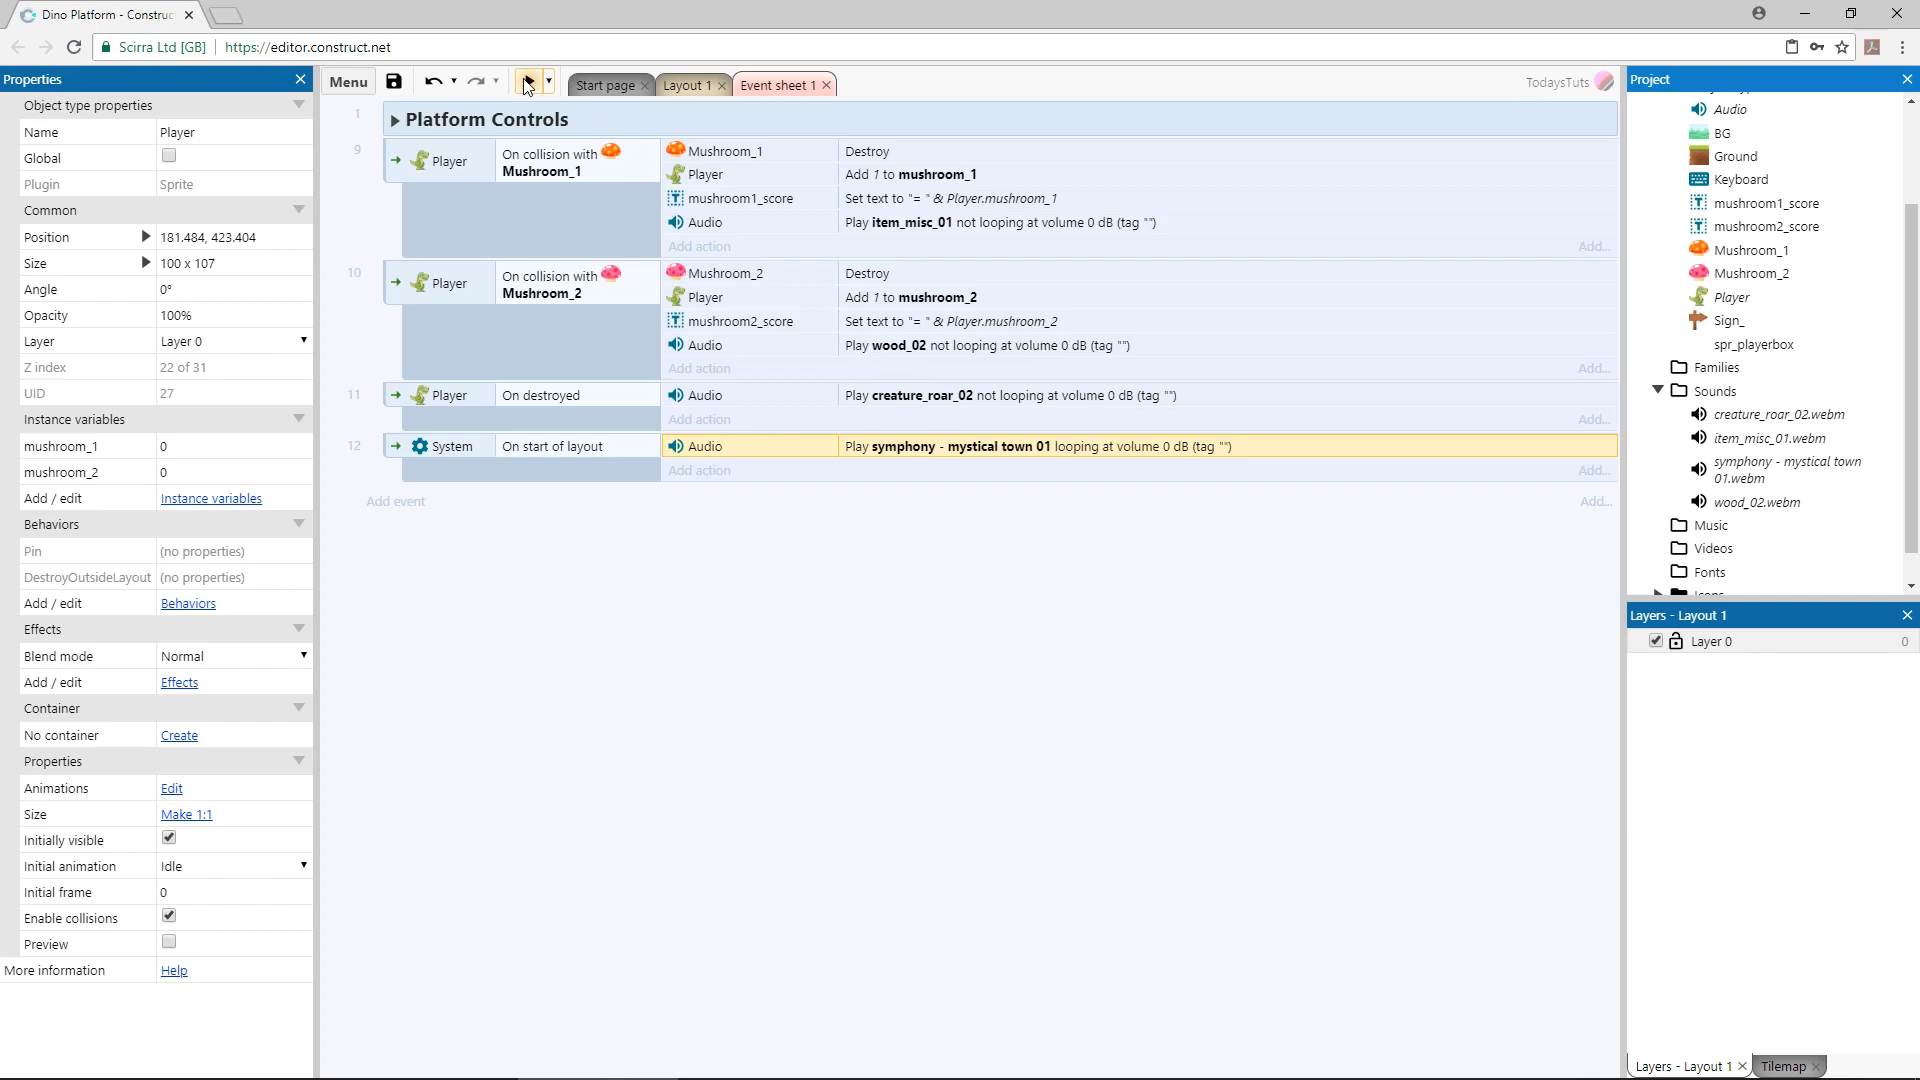 Dino Platform - Construc
Scirra Ltd [GB] https://editor.construct.net
Properties
Object type properties
Name Player
Global
Plugin Sprite
Common
Position 181.484, 423.404
Size 100 x 107
Angle 0°
Opacity 100%
Layer Layer 0
Z index 22 of 31
UID 27
Instance variables
mushroom_1 0
mushroom_2 0
Add / edit Instance variables
Behaviors
Pin (no properties)
DestroyOutsideLayout (no properties)
Add / edit Behaviors
Effects
Blend mode Normal
Add / edit Effects
Container
No container Create
Properties
Animations Edit
Size Make 1:1
Initially visible
Initial animation Idle
Initial frame 0
Enable collisions
Preview
More information Help
Menu
Start page
Layout 1
Event sheet 1
TodaysTuts
1 Platform Controls
9 Player On collision with Mushroom_1
Mushroom_1 Destroy
Player Add 1 to mushroom_1
mushroom1_score Set text to "= " & Player.mushroom_1
Audio Play item_misc_01 not looping at volume 0 dB (tag "")
Add action Add...
10 Player On collision with Mushroom_2
Mushroom_2 Destroy
Player Add 1 to mushroom_2
mushroom2_score Set text to "= " & Player.mushroom_2
Audio Play wood_02 not looping at volume 0 dB (tag "")
Add action Add...
11 Player On destroyed Audio Play creature_roar_02 not looping at volume 0 dB (tag "")
Add action Add...
12 System On start of layout Audio Play symphony - mystical town 01 looping at volume 0 dB (tag "")
Add action Add...
Add event Add...
Project
Audio
BG
Ground
Keyboard
mushroom1_score
mushroom2_score
Mushroom_1
Mushroom_2
Player
Sign_
spr_playerbox
Families
Sounds
creature_roar_02.webm
item_misc_01.webm
symphony - mystical town
01.webm
wood_02.webm
Music
Videos
Fonts
Layers - Layout 1
Layer 0 0
Layers - Layout 1
Tilemap